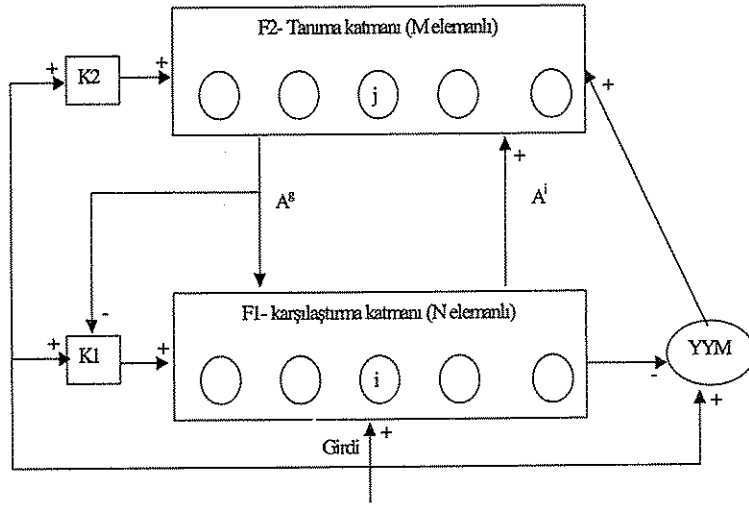 F2- Tanıma katmanı (M elemanlı)
+
K2
+
j
+
+
A^g
A^i
-
F1- karşılaştırma katmanı (N elemanlı)
+
K1
+
i
-
YYM
+
Girdi
+